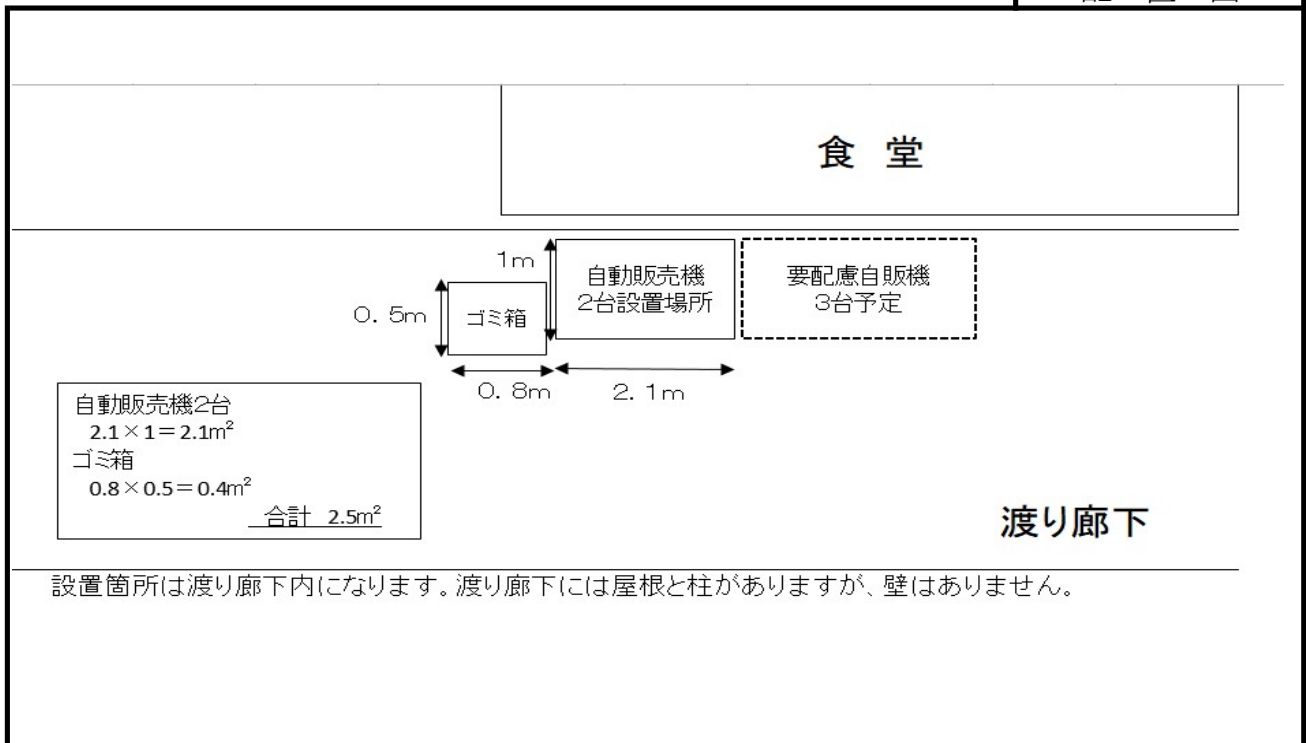 食 堂
1m
自動販売機
2台設置場所
要配慮自販機
3台予定
0.5m
ゴミ箱
0.8m
2.1m
自動販売機2台
2.1×1=2.1m²
ゴミ箱
0.8×0.5=0.4m²
合計 2.5m²
渡り廊下
設置箇所は渡り廊下内になります。渡り廊下には屋根と柱がありますが、壁はありません。